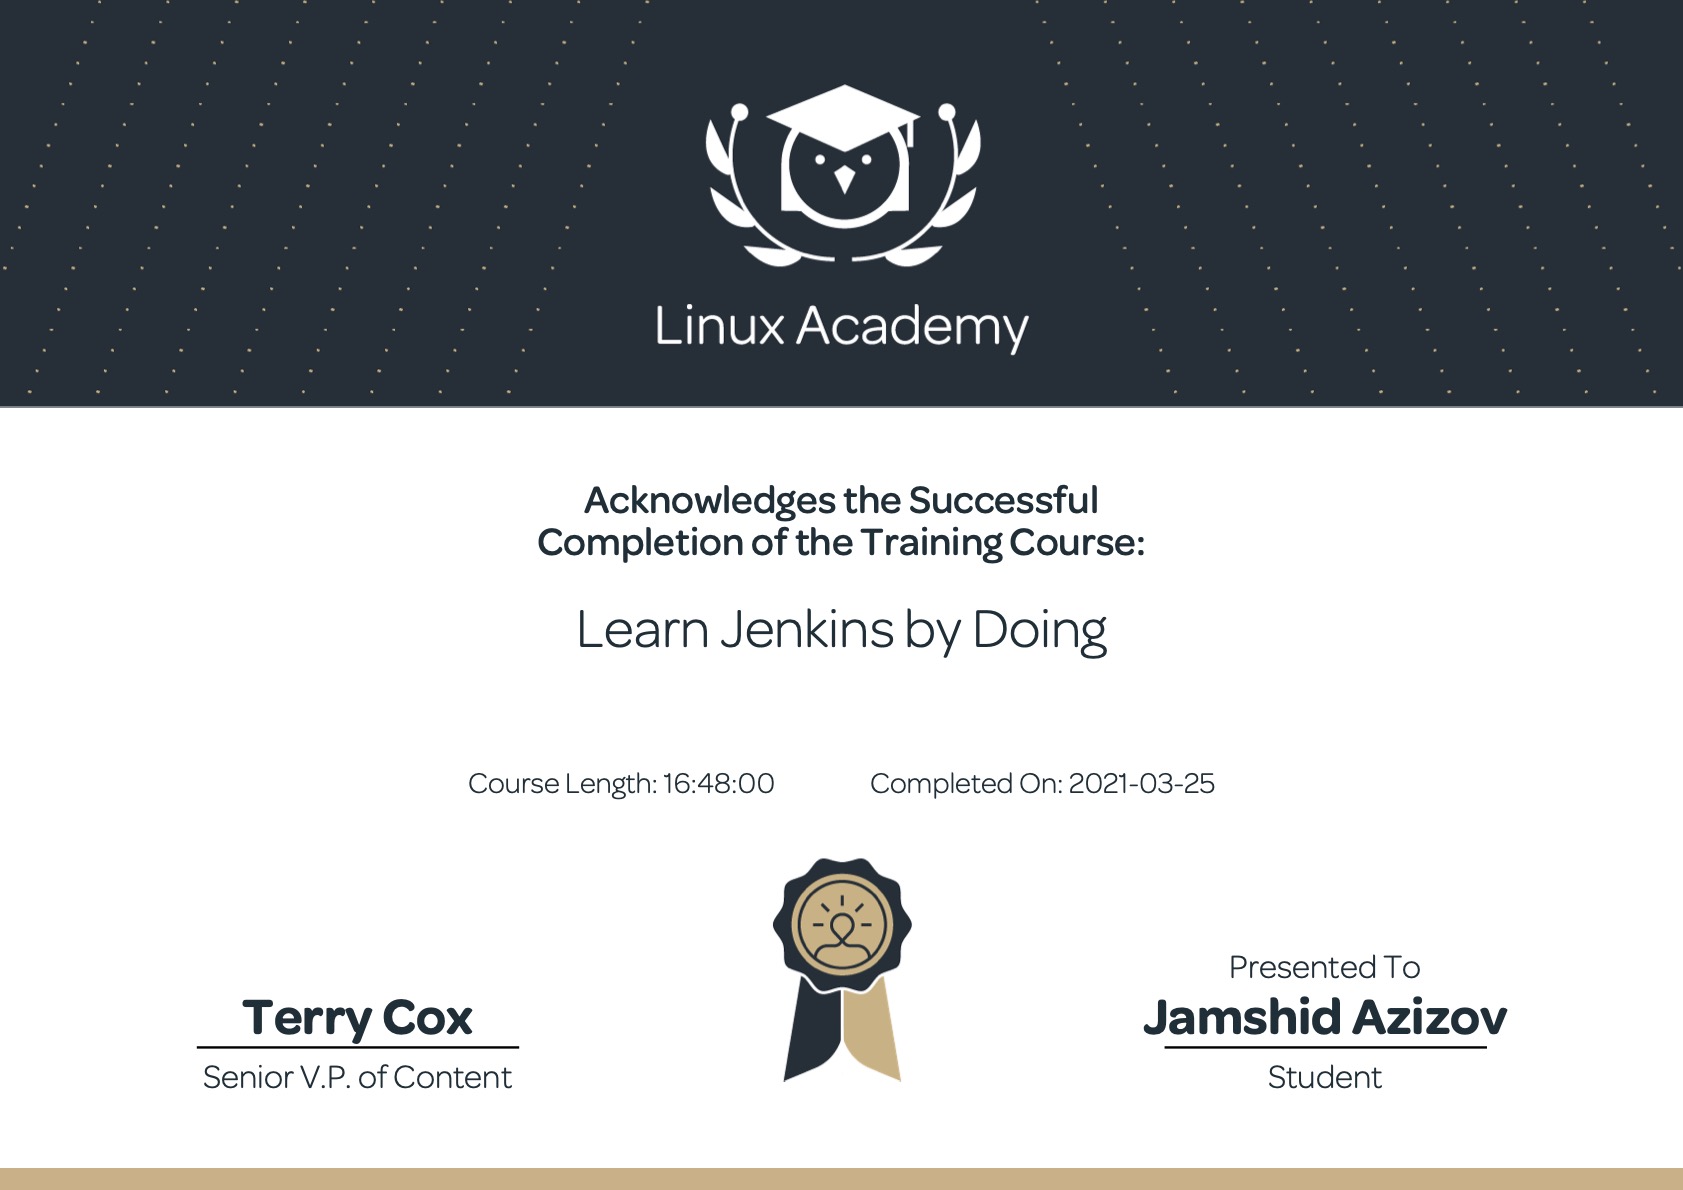 Linux Academy
Acknowledges the Successful
Completion of the Training Course:
Learn Jenkins by Doing
Course Length: 16:48:00
Completed On: 2021-03-25
Terry Cox
Senior V.P. of Content
Presented To
Jamshid Azizov
Student